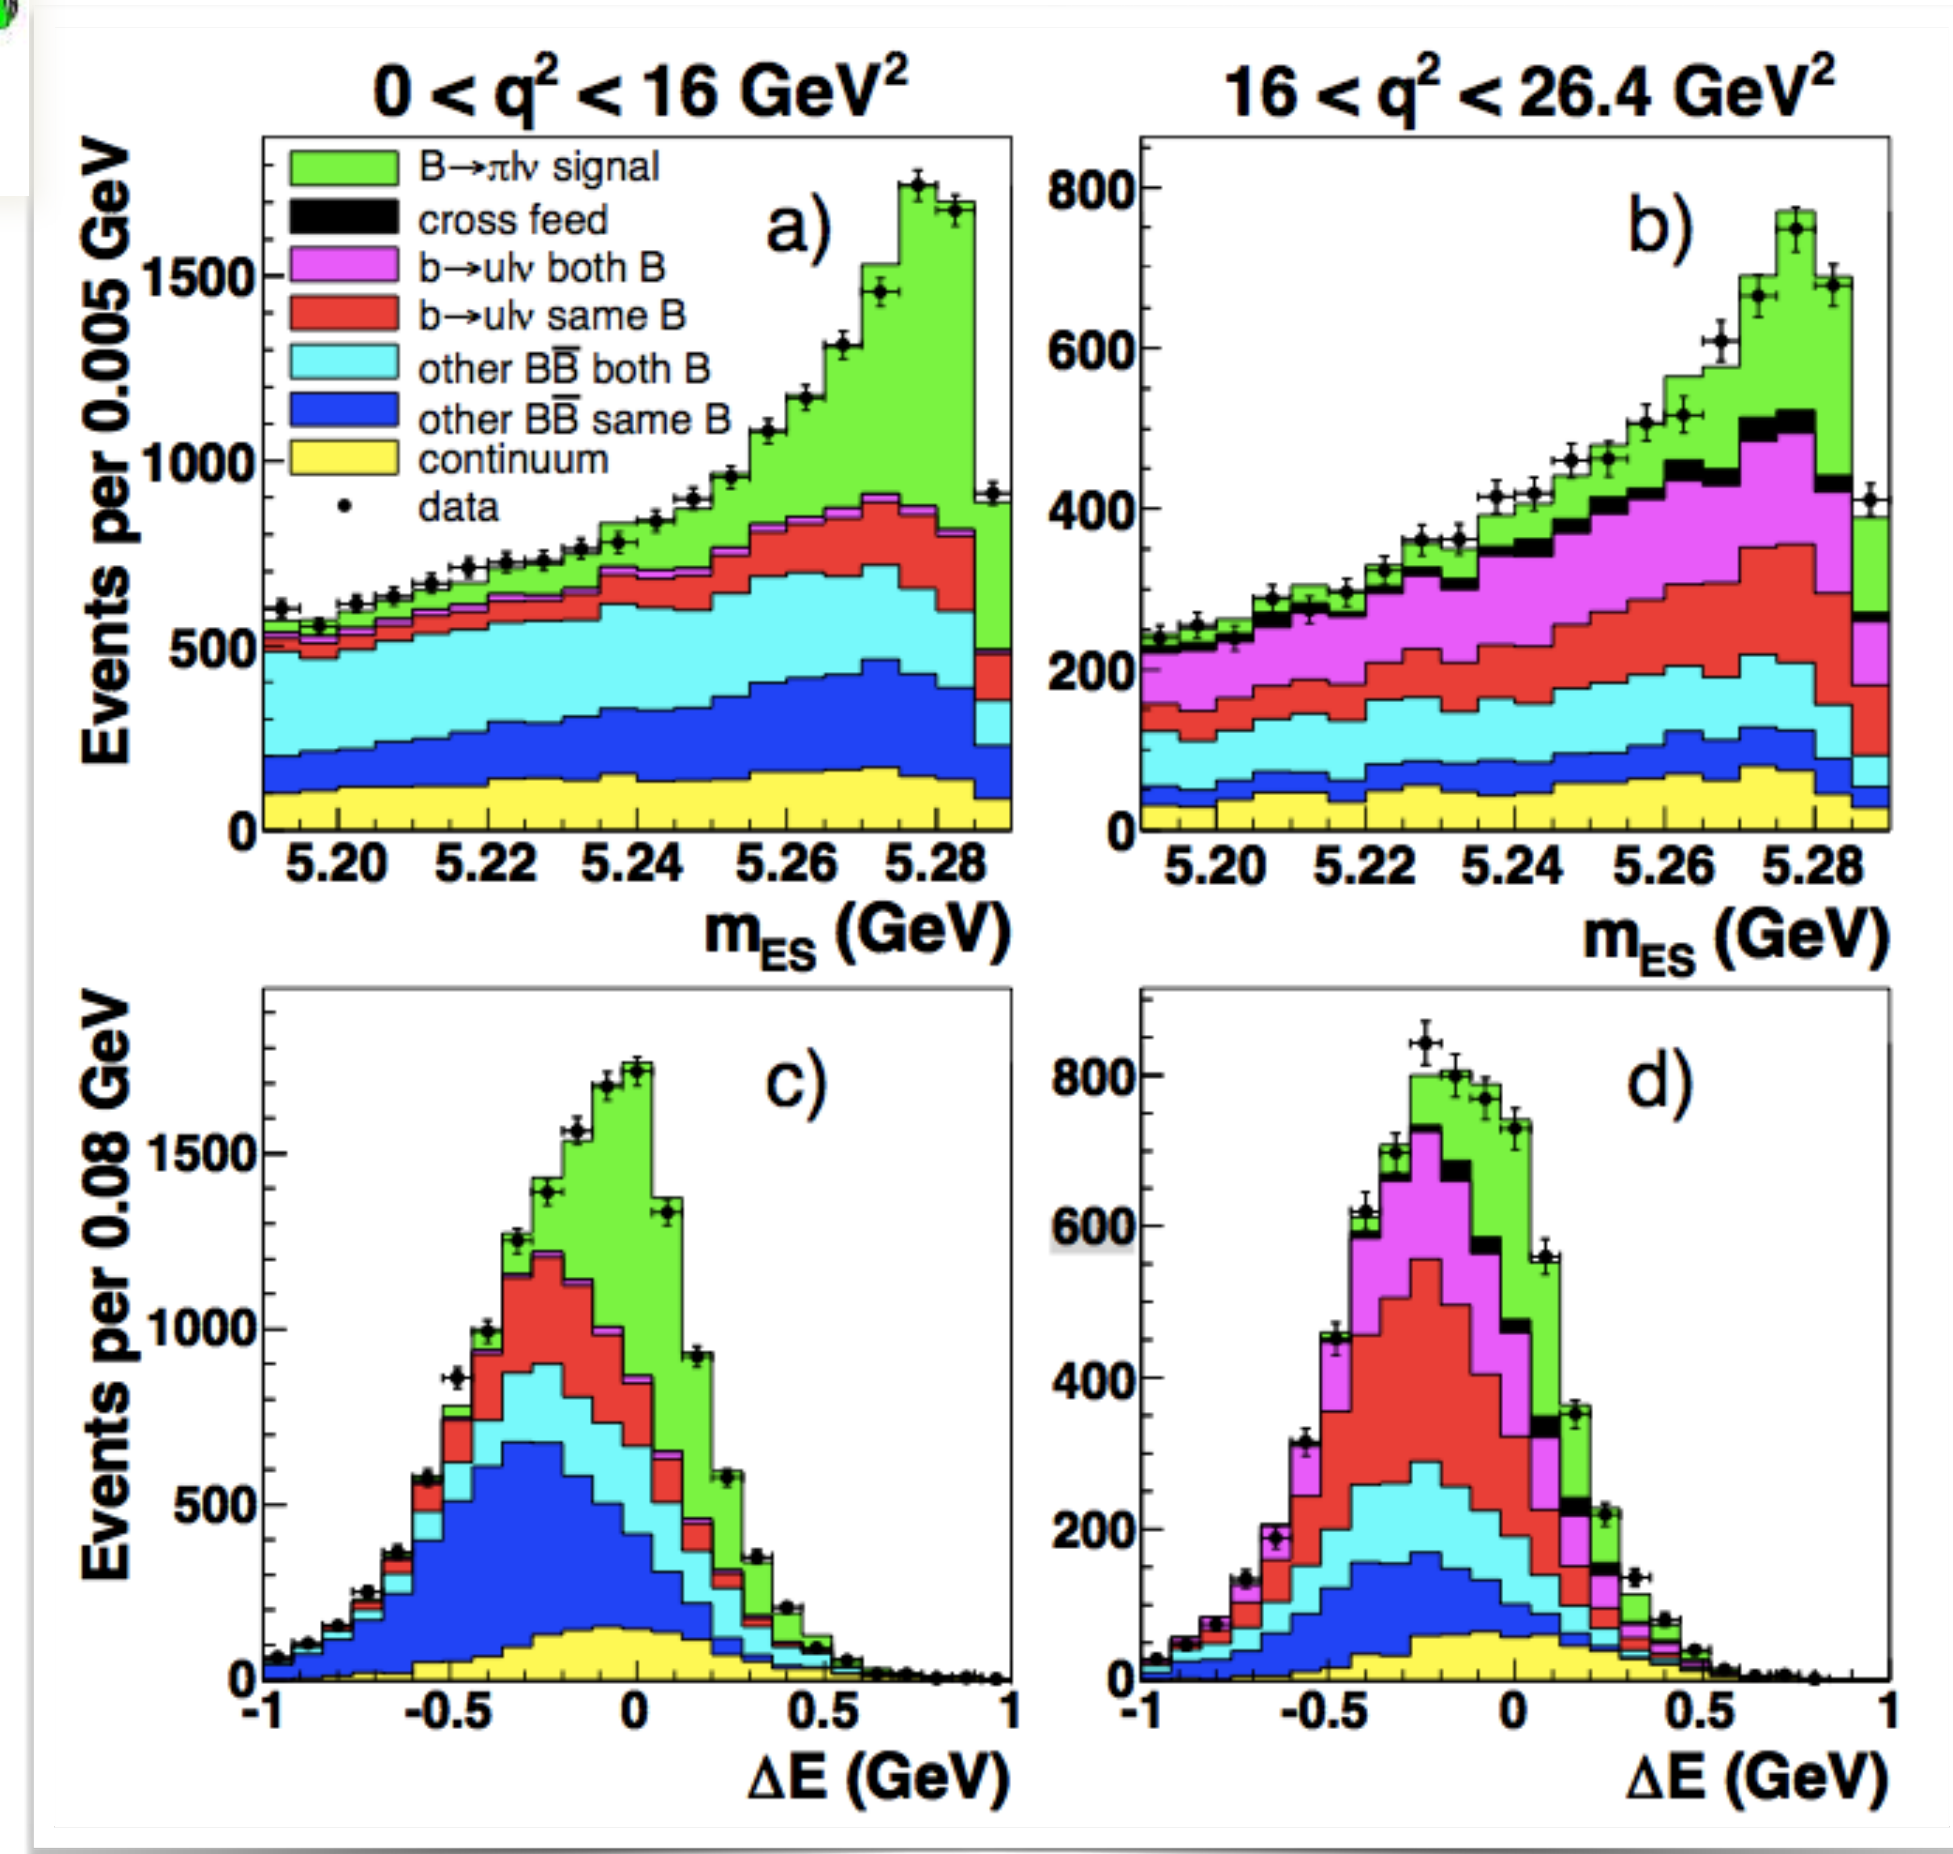 0 < q² < 16 GeV²
16 < q² < 26.4 GeV²
Events per 0.005 GeV
1500
1000
500
0
B→πlν signal
cross feed
b→ulν both B
b→ulν same B
other BB̅ both B
other BB̅ same B
continuum
data
a)
5.20 5.22 5.24 5.26 5.28
m_ES (GeV)
800
600
400
200
0
b)
5.20 5.22 5.24 5.26 5.28
m_ES (GeV)
Events per 0.08 GeV
1500
1000
500
0
c)
-1 -0.5 0 0.5 1
ΔE (GeV)
800
600
400
200
0
d)
-1 -0.5 0 0.5 1
ΔE (GeV)